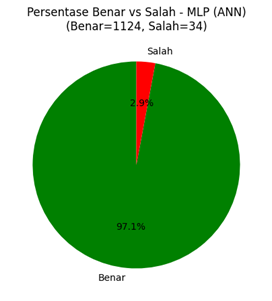 Persentase Benar vs Salah - MLP (ANN)
(Benar=1124, Salah=34)
Salah
2.9%
97.1%
Benar